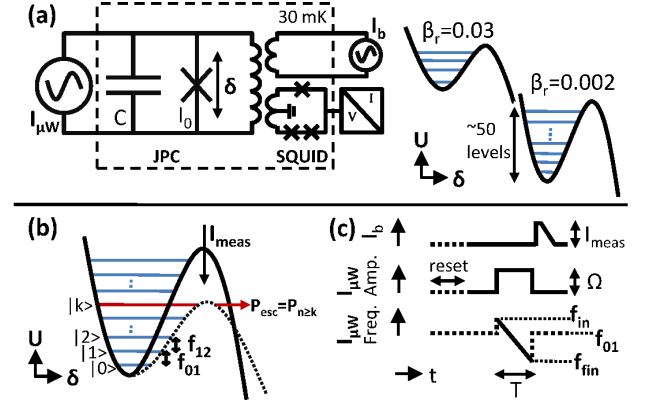 (a)
30 mK
I_b
β_r=0.03
β_r=0.002
I_μW
C
I_0
δ
I
V
JPC
SQUID
~50
levels
U
δ
(b)
I_meas
|k>
P_esc=P_n≥k
|2>
|1>
|0>
f_12
f_01
U
δ
(c)
I_b
I_meas
I_μW Amp.
reset
Ω
I_μW Freq.
f_in
f_01
f_fin
t
T